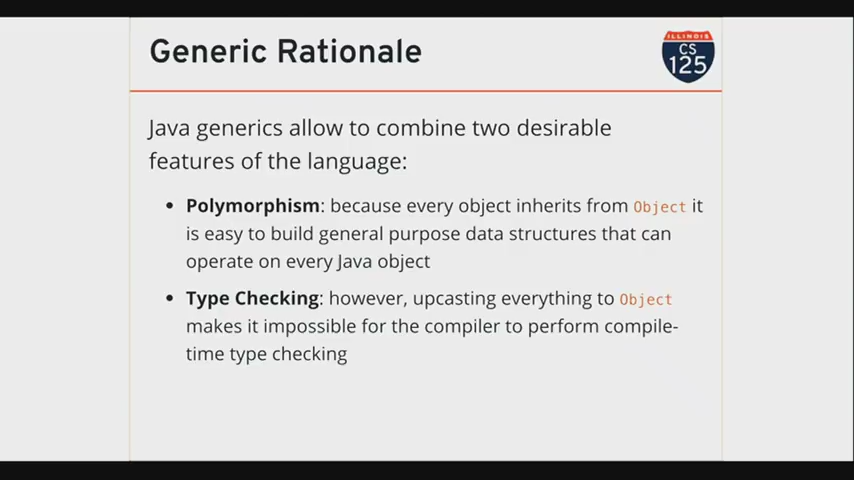 Generic Rationale
ILLINOIS
CS
125
Java generics allow to combine two desirable
features of the language:
• Polymorphism: because every object inherits from Object it
is easy to build general purpose data structures that can
operate on every Java object
• Type Checking: however, upcasting everything to Object
makes it impossible for the compiler to perform compile-
time type checking